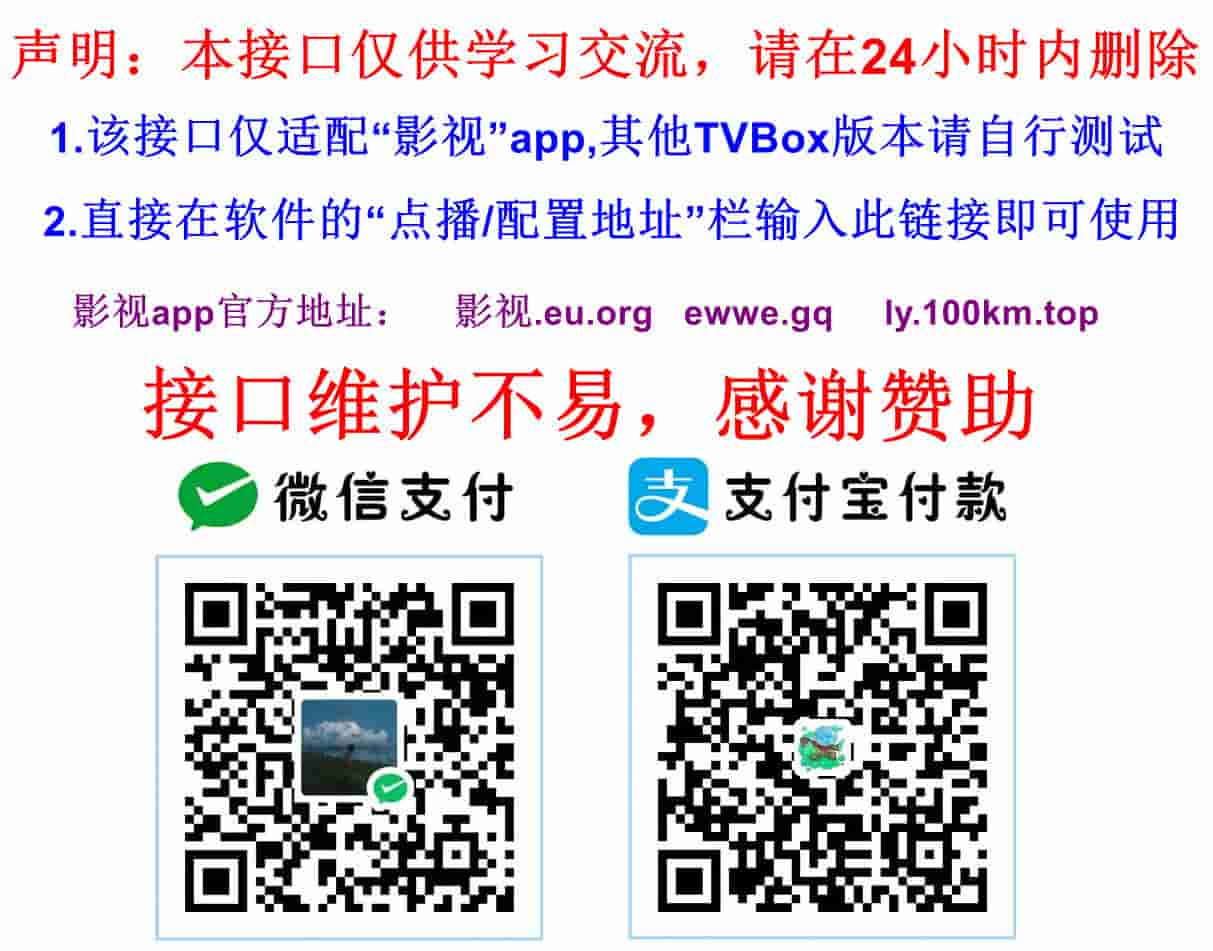 声明：本接口仅供学习交流，请在24小时内删除
1.该接口仅适配“影视”app,其他TVBox版本请自行测试
2.直接在软件的“点播/配置地址”栏输入此链接即可使用
影视app官方地址： 影视.eu.org ewwe.gq ly.100km.top
接口维护不易，感谢赞助
微信支付 支付宝付款